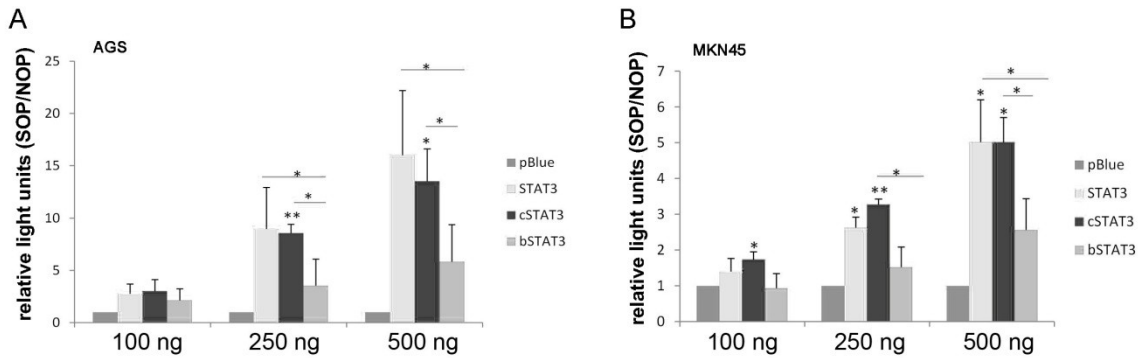 A
AGS
relative light units (SOP/NOP)
25
20
15
10
5
0
*
*
*
*
*
**
100 ng
250 ng
500 ng
pBlue
STAT3
cSTAT3
bSTAT3
B
MKN45
relative light units (SOP/NOP)
7
6
5
4
3
2
1
0
*
*
*
*
*
**
*
*
100 ng
250 ng
500 ng
pBlue
STAT3
cSTAT3
bSTAT3